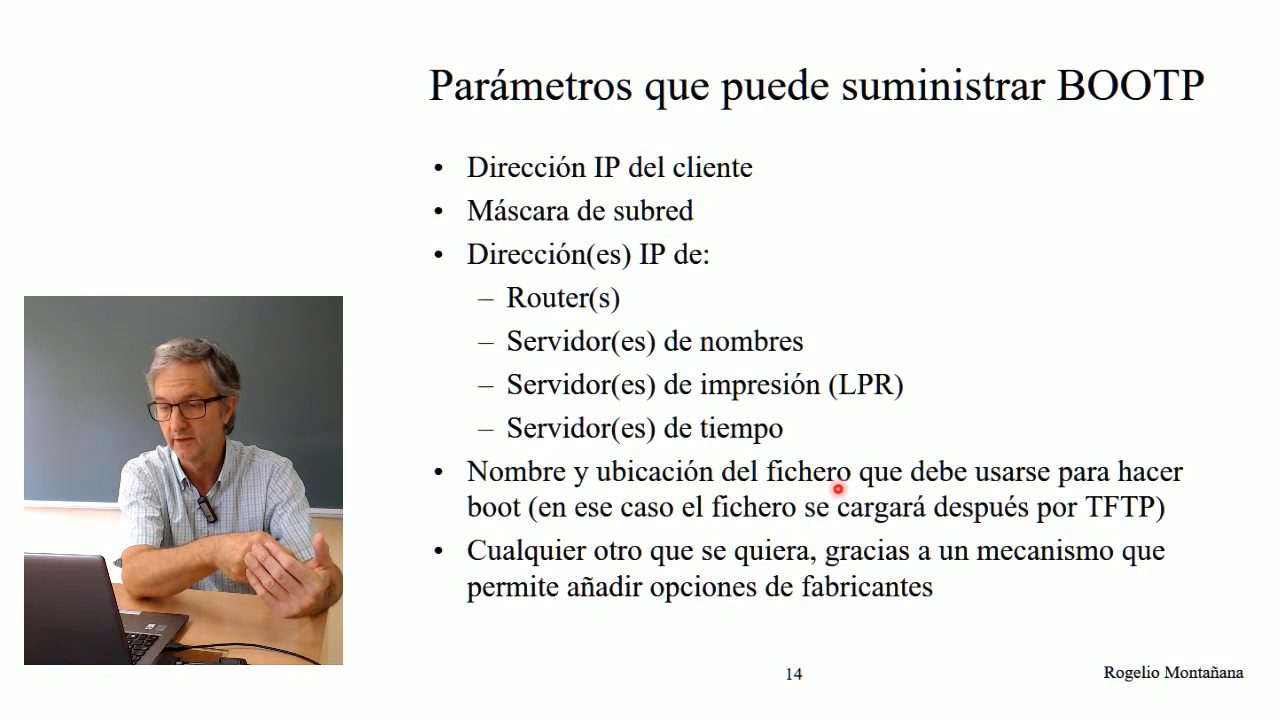 Parámetros que puede suministrar BOOTP
• Dirección IP del cliente
• Máscara de subred
• Dirección(es) IP de:
– Router(s)
– Servidor(es) de nombres
– Servidor(es) de impresión (LPR)
– Servidor(es) de tiempo
• Nombre y ubicación del fichero que debe usarse para hacer
boot (en ese caso el fichero se cargará después por TFTP)
• Cualquier otro que se quiera, gracias a un mecanismo que
permite añadir opciones de fabricantes
14
Rogelio Montañana